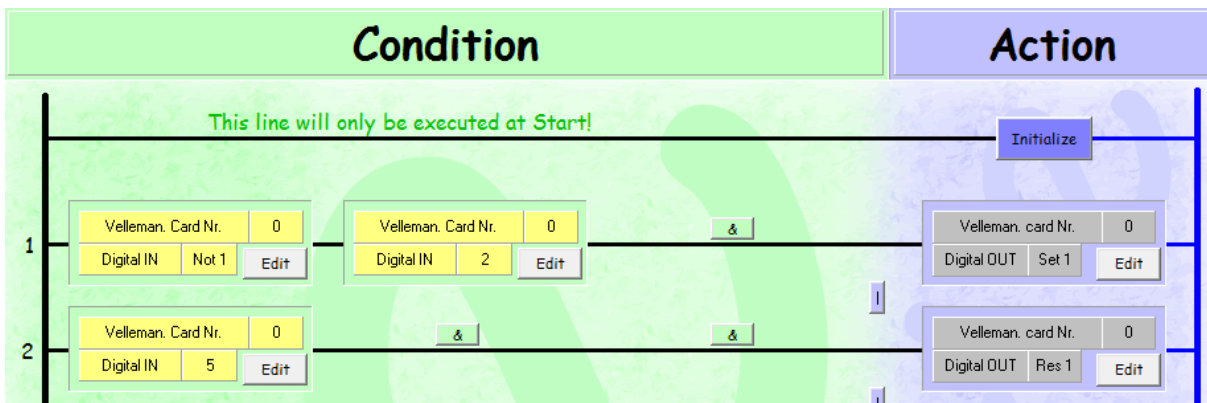 Condition Action
This line will only be executed at Start!
Initialize
Velleman. Card Nr. 0 Velleman. Card Nr. 0 & Velleman. card Nr. 0
1
Digital IN Not 1 Edit Digital IN 2 Edit Digital OUT Set 1 Edit
|
Velleman. Card Nr. 0 & & Velleman. card Nr. 0
2
Digital IN 5 Edit Digital OUT Res 1 Edit